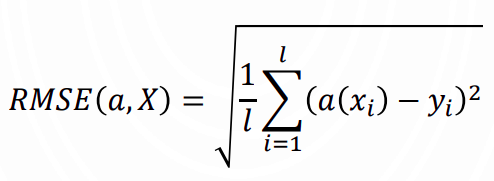 RMSE(a, X) = √(1/l ∑_{i=1}^{l} (a(x_i) − y_i)²)